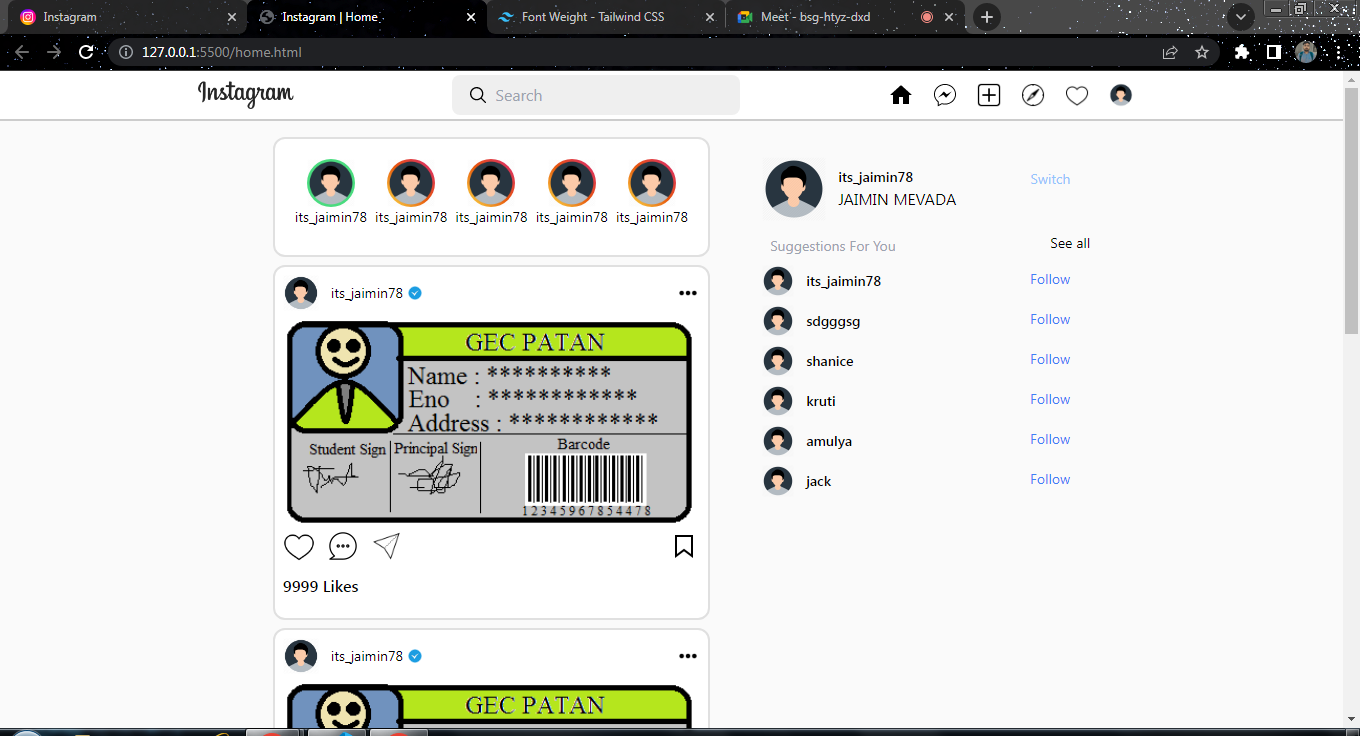 Instagram
Instagram | Home
Font Weight - Tailwind CSS
Meet - bsg-htyz-dxd
127.0.0.1:5500/home.html
Instagram
Search
its_jaimin78 its_jaimin78 its_jaimin78 its_jaimin78 its_jaimin78
its_jaimin78
GEC PATAN
Name : **********
Eno : ************
Address : ************
Student Sign
Principal Sign
Barcode
12345967854478
9999 Likes
its_jaimin78
GEC PATAN
its_jaimin78
JAIMIN MEVADA
Switch
Suggestions For You
See all
its_jaimin78
Follow
sdgggsg
Follow
shanice
Follow
kruti
Follow
amulya
Follow
jack
Follow